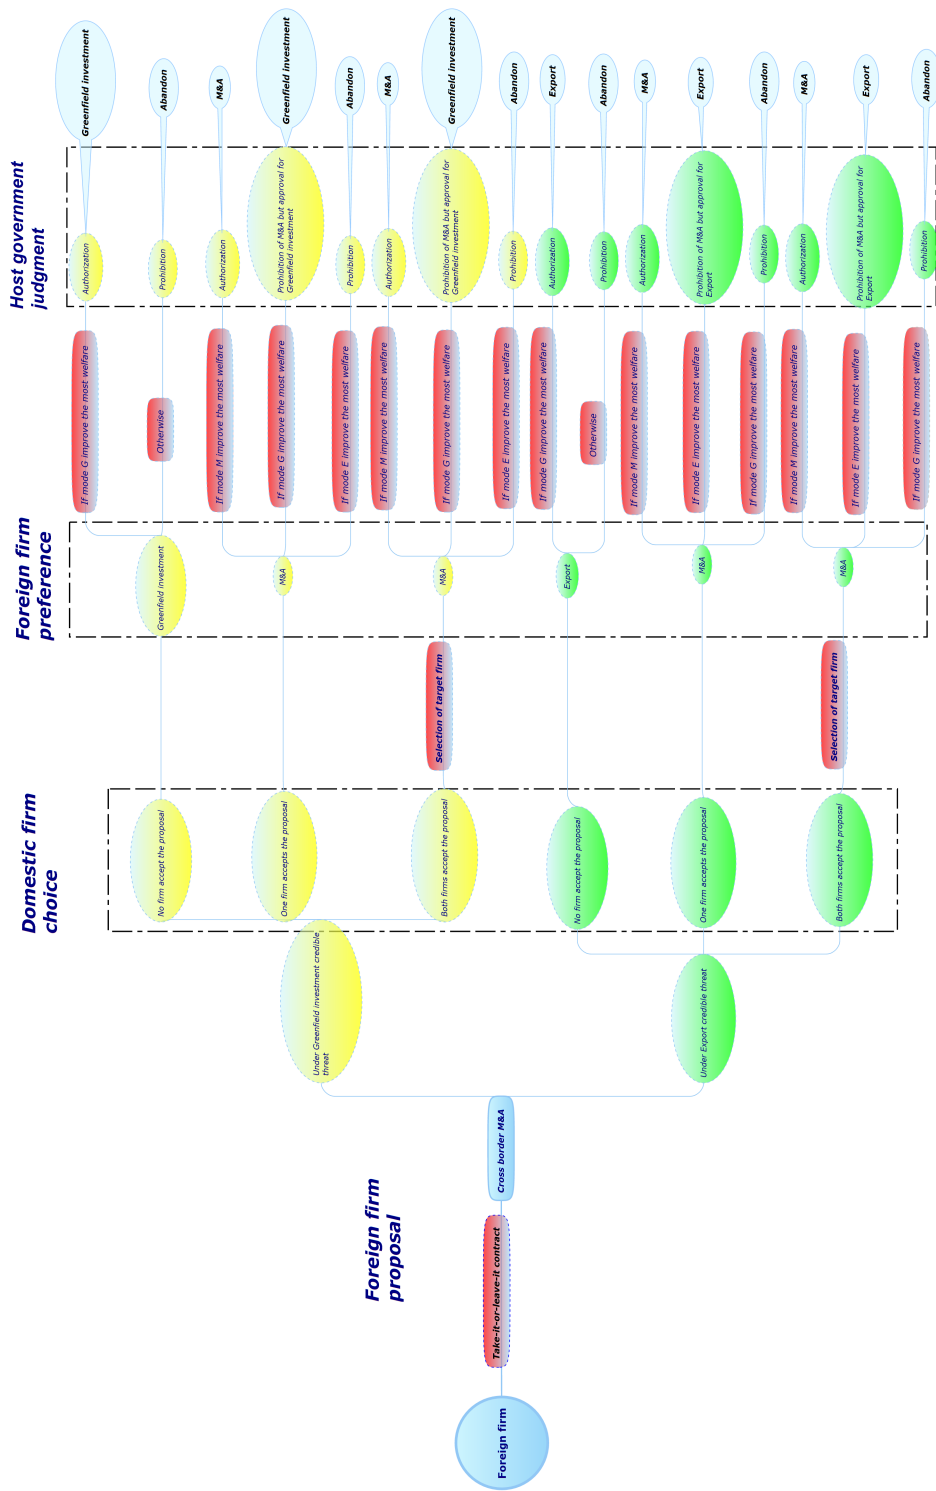 Foreign firm
Take-it-or-leave-it contract
Cross border M&A
Foreign firm
proposal
Under Greenfield investment credible
threat
Under Export credible threat
Domestic firm
choice
No firm accept the proposal
One firm accepts the proposal
Both firms accept the proposal
No firm accept the proposal
One firm accepts the proposal
Both firms accept the proposal
Selection of target firm
Selection of target firm
Foreign firm
preference
Greenfield investment
M&A
M&A
Export
M&A
M&A
If mode G improve the most welfare
Otherwise
If mode M improve the most welfare
If mode G improve the most welfare
If mode E improve the most welfare
If mode M improve the most welfare
If mode G improve the most welfare
If mode E improve the most welfare
If mode G improve the most welfare
Otherwise
If mode M improve the most welfare
If mode E improve the most welfare
If mode G improve the most welfare
If mode M improve the most welfare
If mode E improve the most welfare
If mode G improve the most welfare
Host government
judgment
Authorization
Prohibition
Authorization
Prohibition of M&A but approval for
Greenfield investment
Prohibition
Authorization
Prohibition of M&A but approval for
Greenfield investment
Prohibition
Authorization
Prohibition
Authorization
Prohibition of M&A but approval for
Export
Prohibition
Authorization
Prohibition of M&A but approval for
Export
Prohibition
Greenfield investment
Abandon
M&A
Greenfield investment
Abandon
M&A
Greenfield investment
Abandon
Export
Abandon
M&A
Export
Abandon
M&A
Export
Abandon